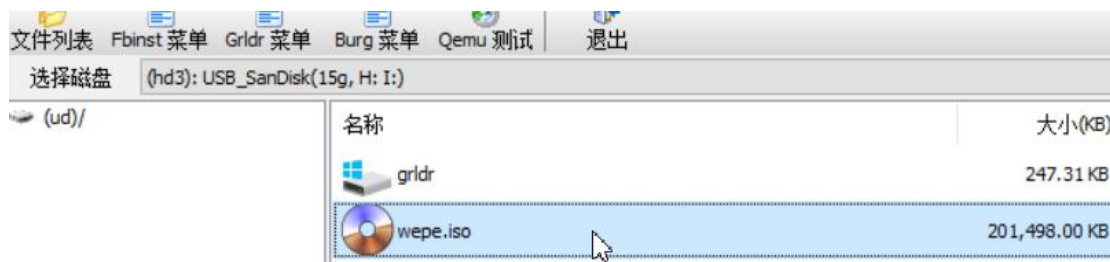 文件列表 Fbinst 菜单 Grldr 菜单 Burg 菜单 Qemu 测试 退出
选择磁盘 (hd3): USB_SanDisk(15g, H: I:)
(ud)/
名称 大小(KB)
grldr 247.31 KB
wepe.iso 201,498.00 KB